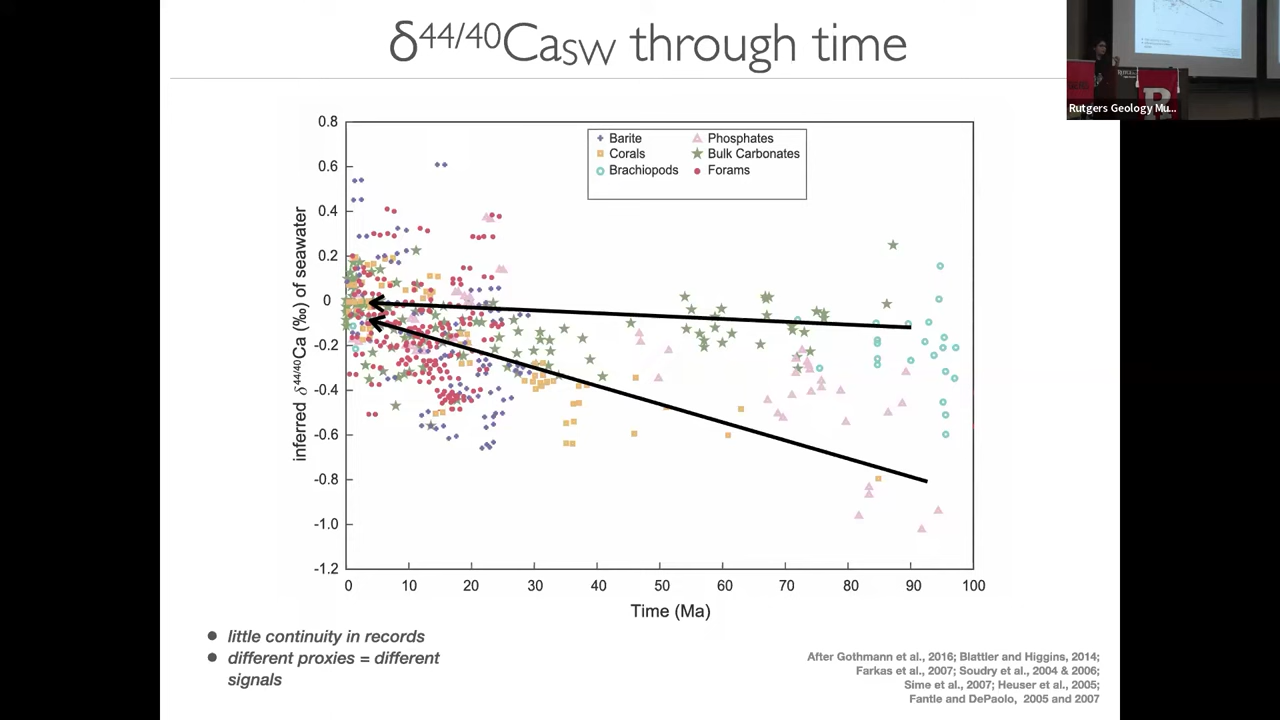 δ44/40Casw through time
0.8
0.6
0.4
0.2
0
-0.2
-0.4
-0.6
-0.8
-1.0
-1.2
inferred δ44/40Ca (‰) of seawater
Barite
Corals
Brachiopods
Phosphates
Bulk Carbonates
Forams
0 10 20 30 40 50 60 70 80 90 100
Time (Ma)
little continuity in records
different proxies = different
signals
After Gothmann et al., 2016; Blattler and Higgins, 2014;
Farkas et al., 2007; Soudry et al., 2004 & 2006;
Sime et al., 2007; Heuser et al., 2005;
Fantle and DePaolo, 2005 and 2007
R
Rutgers Geology Mu...